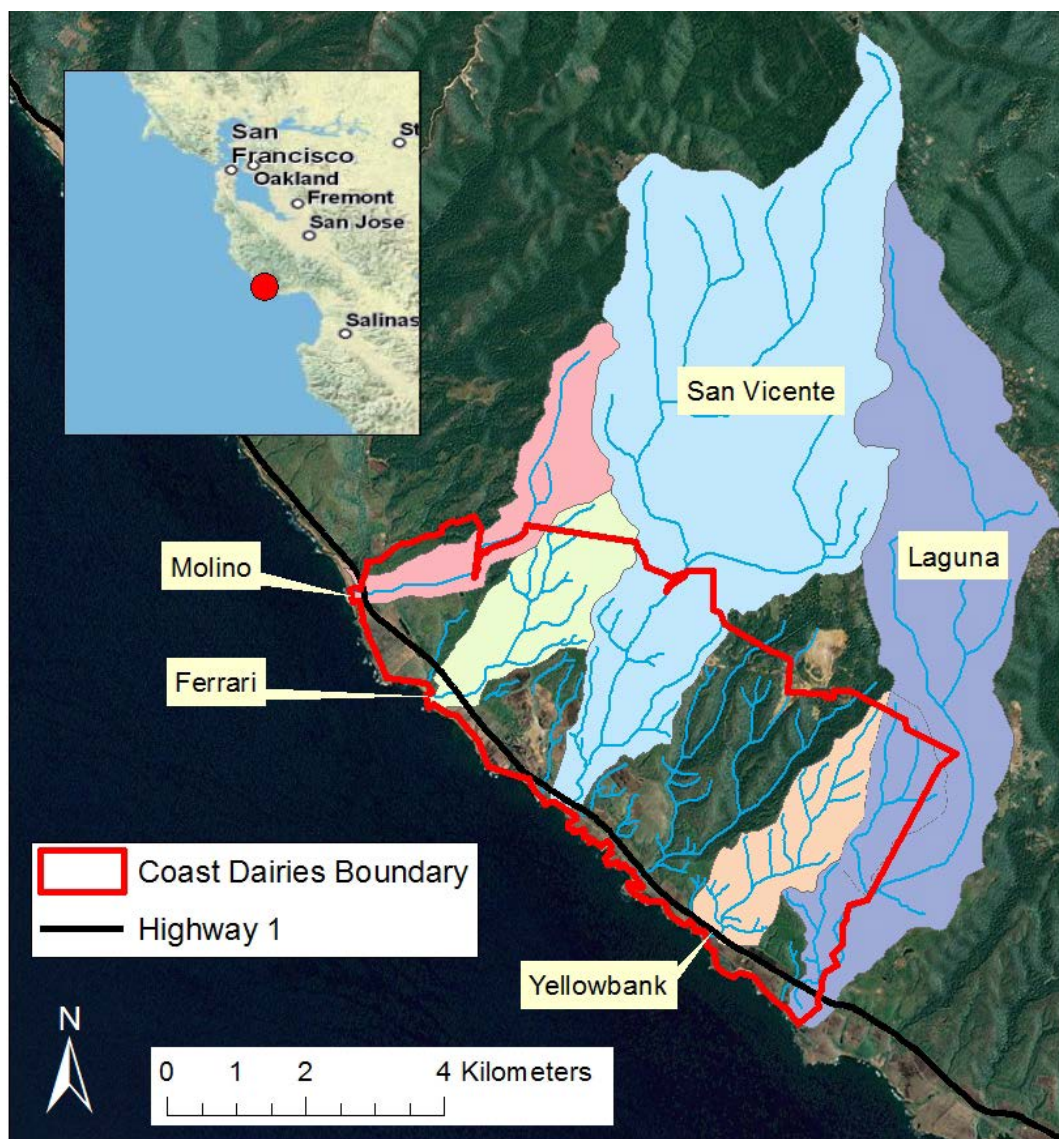 San
Francisco
Oakland
Fremont
San Jose
Salinas
San Vicente
Laguna
Molino
Ferrari
Yellowbank
Coast Dairies Boundary
Highway 1
N
0 1 2 4 Kilometers